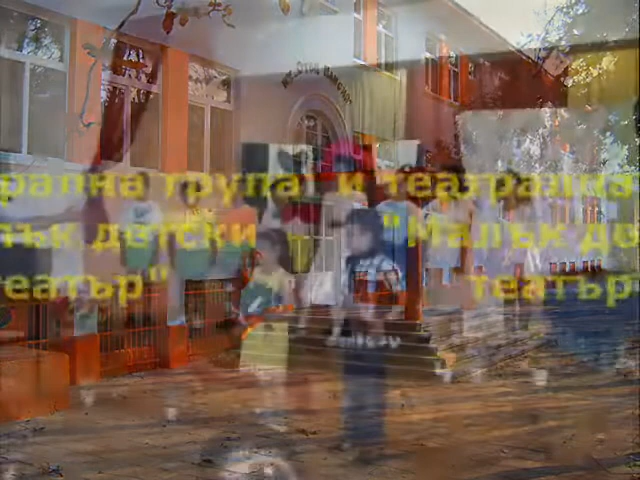 рална група  и театрална
лък детски  "Малък де
театър"  театър